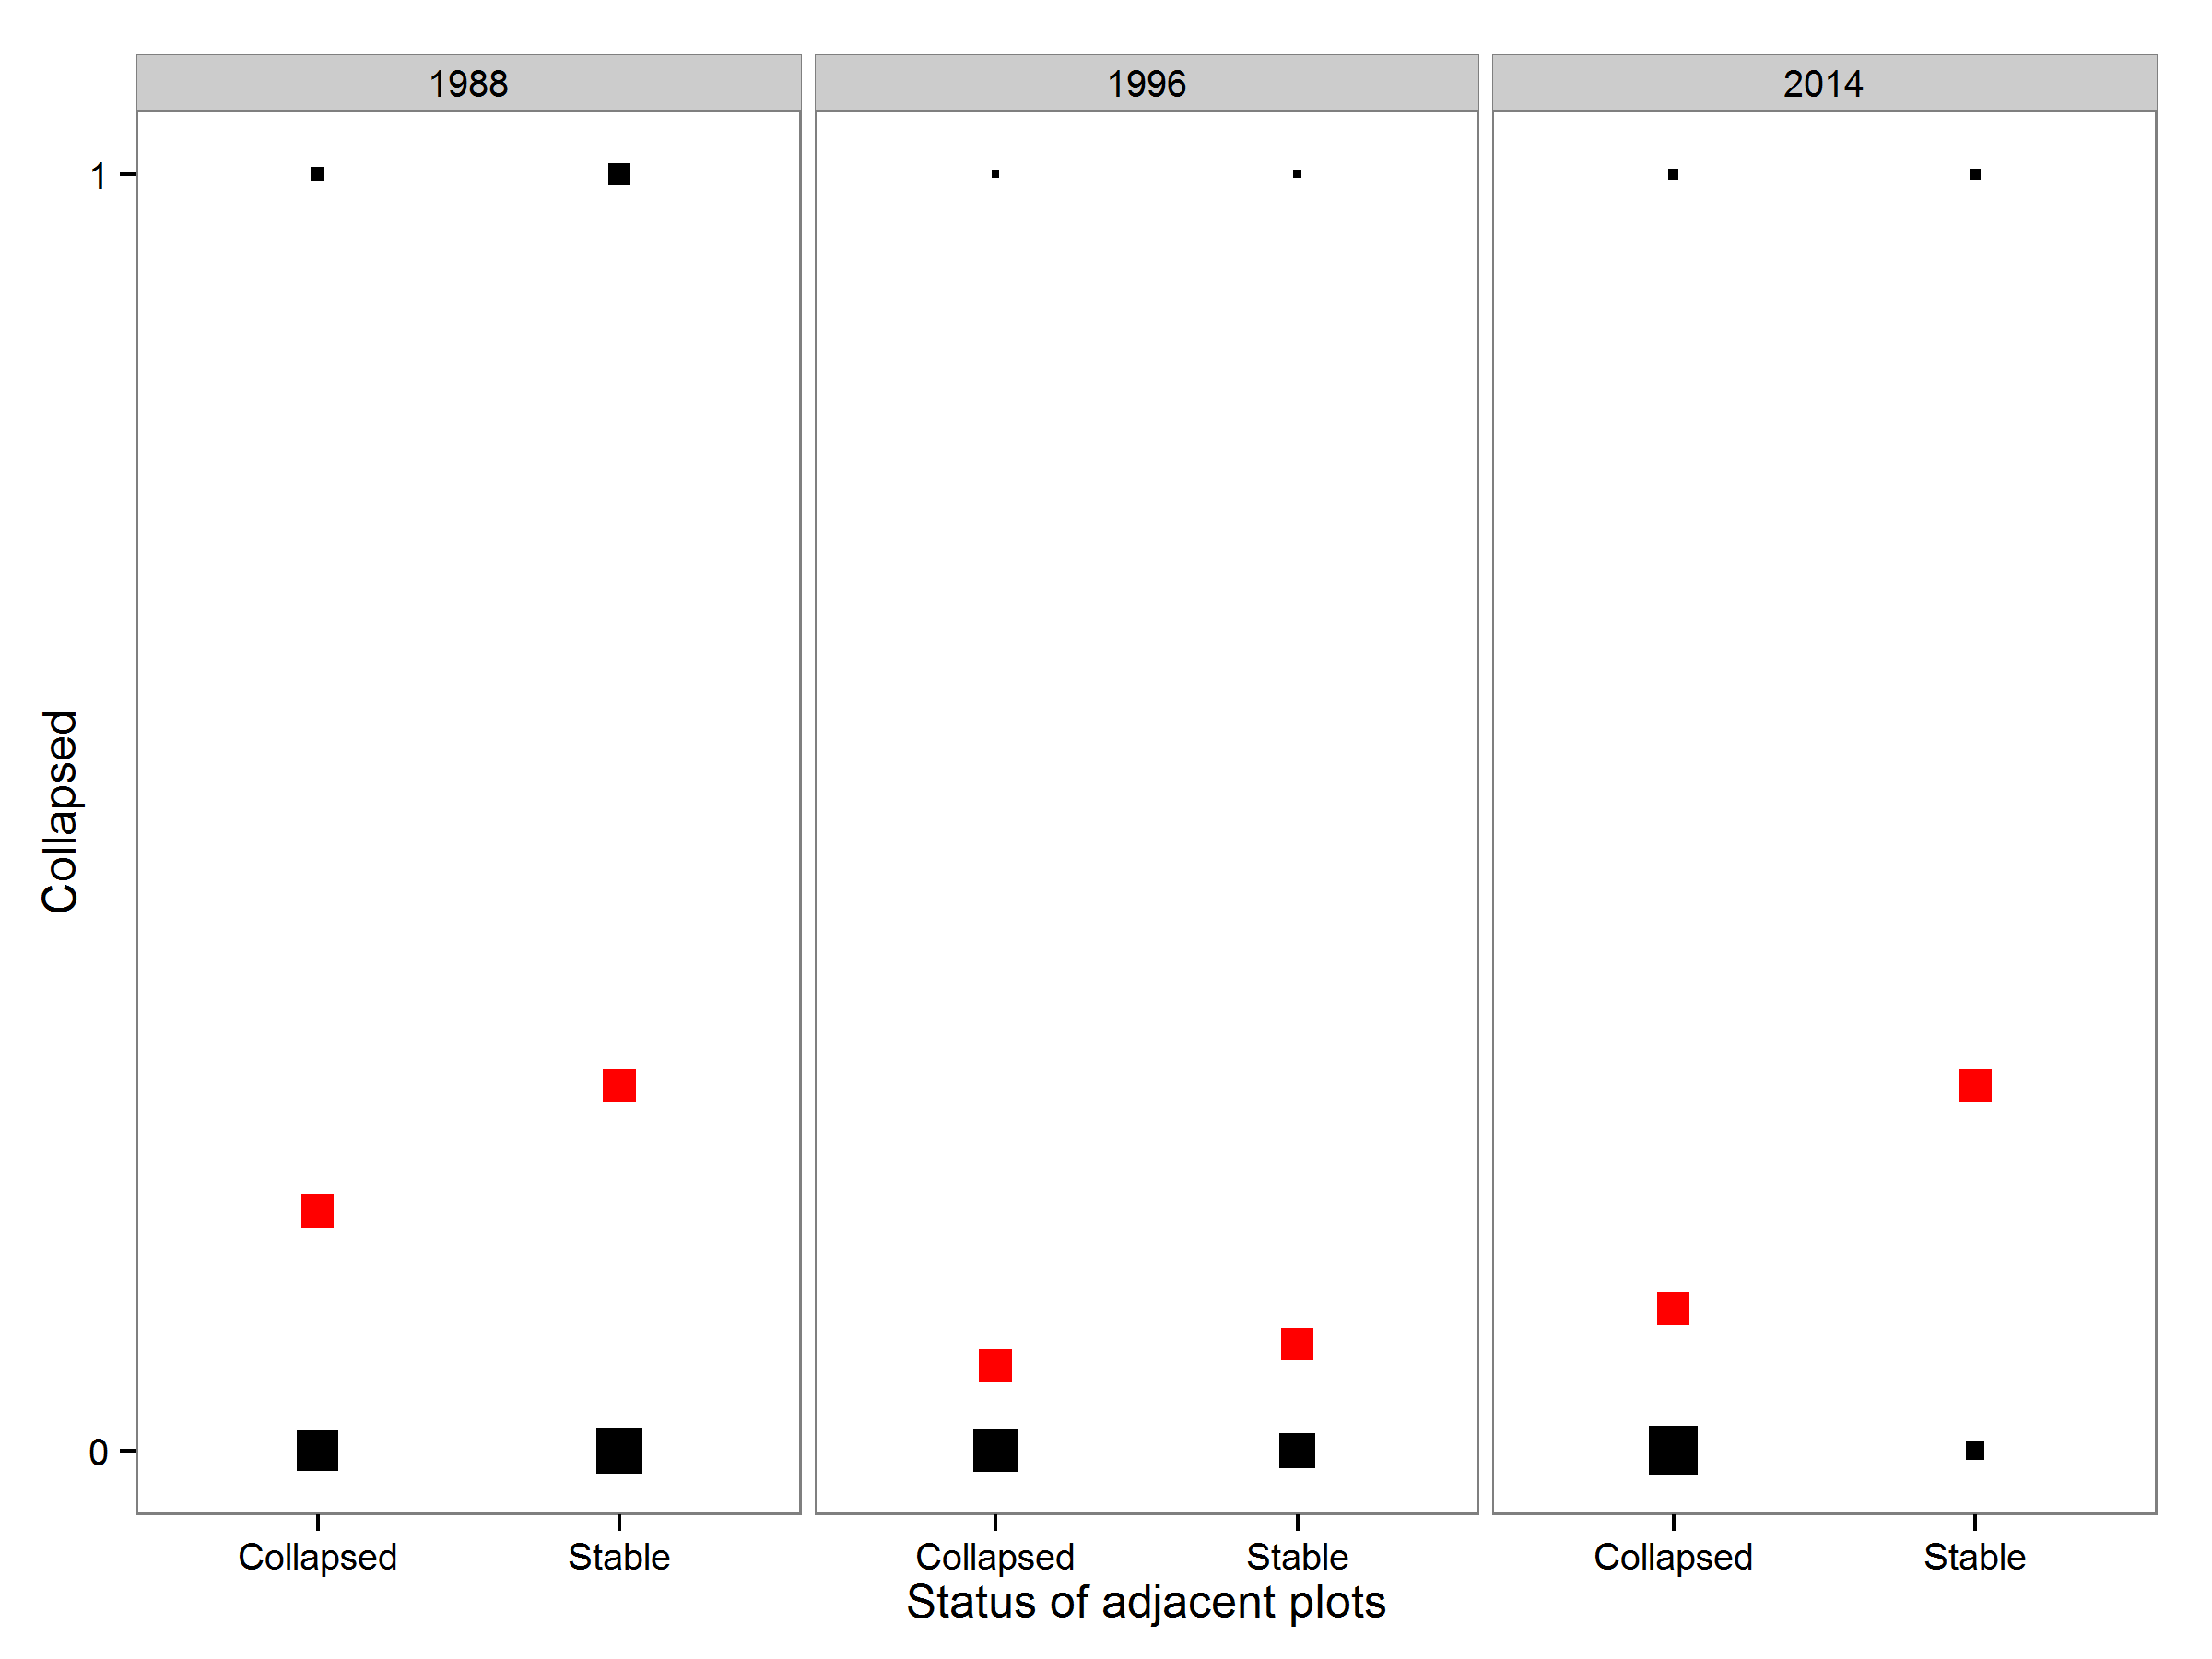 1988 1996 2014
1
Collapsed
0
Collapsed Stable Collapsed Stable Collapsed Stable
Status of adjacent plots